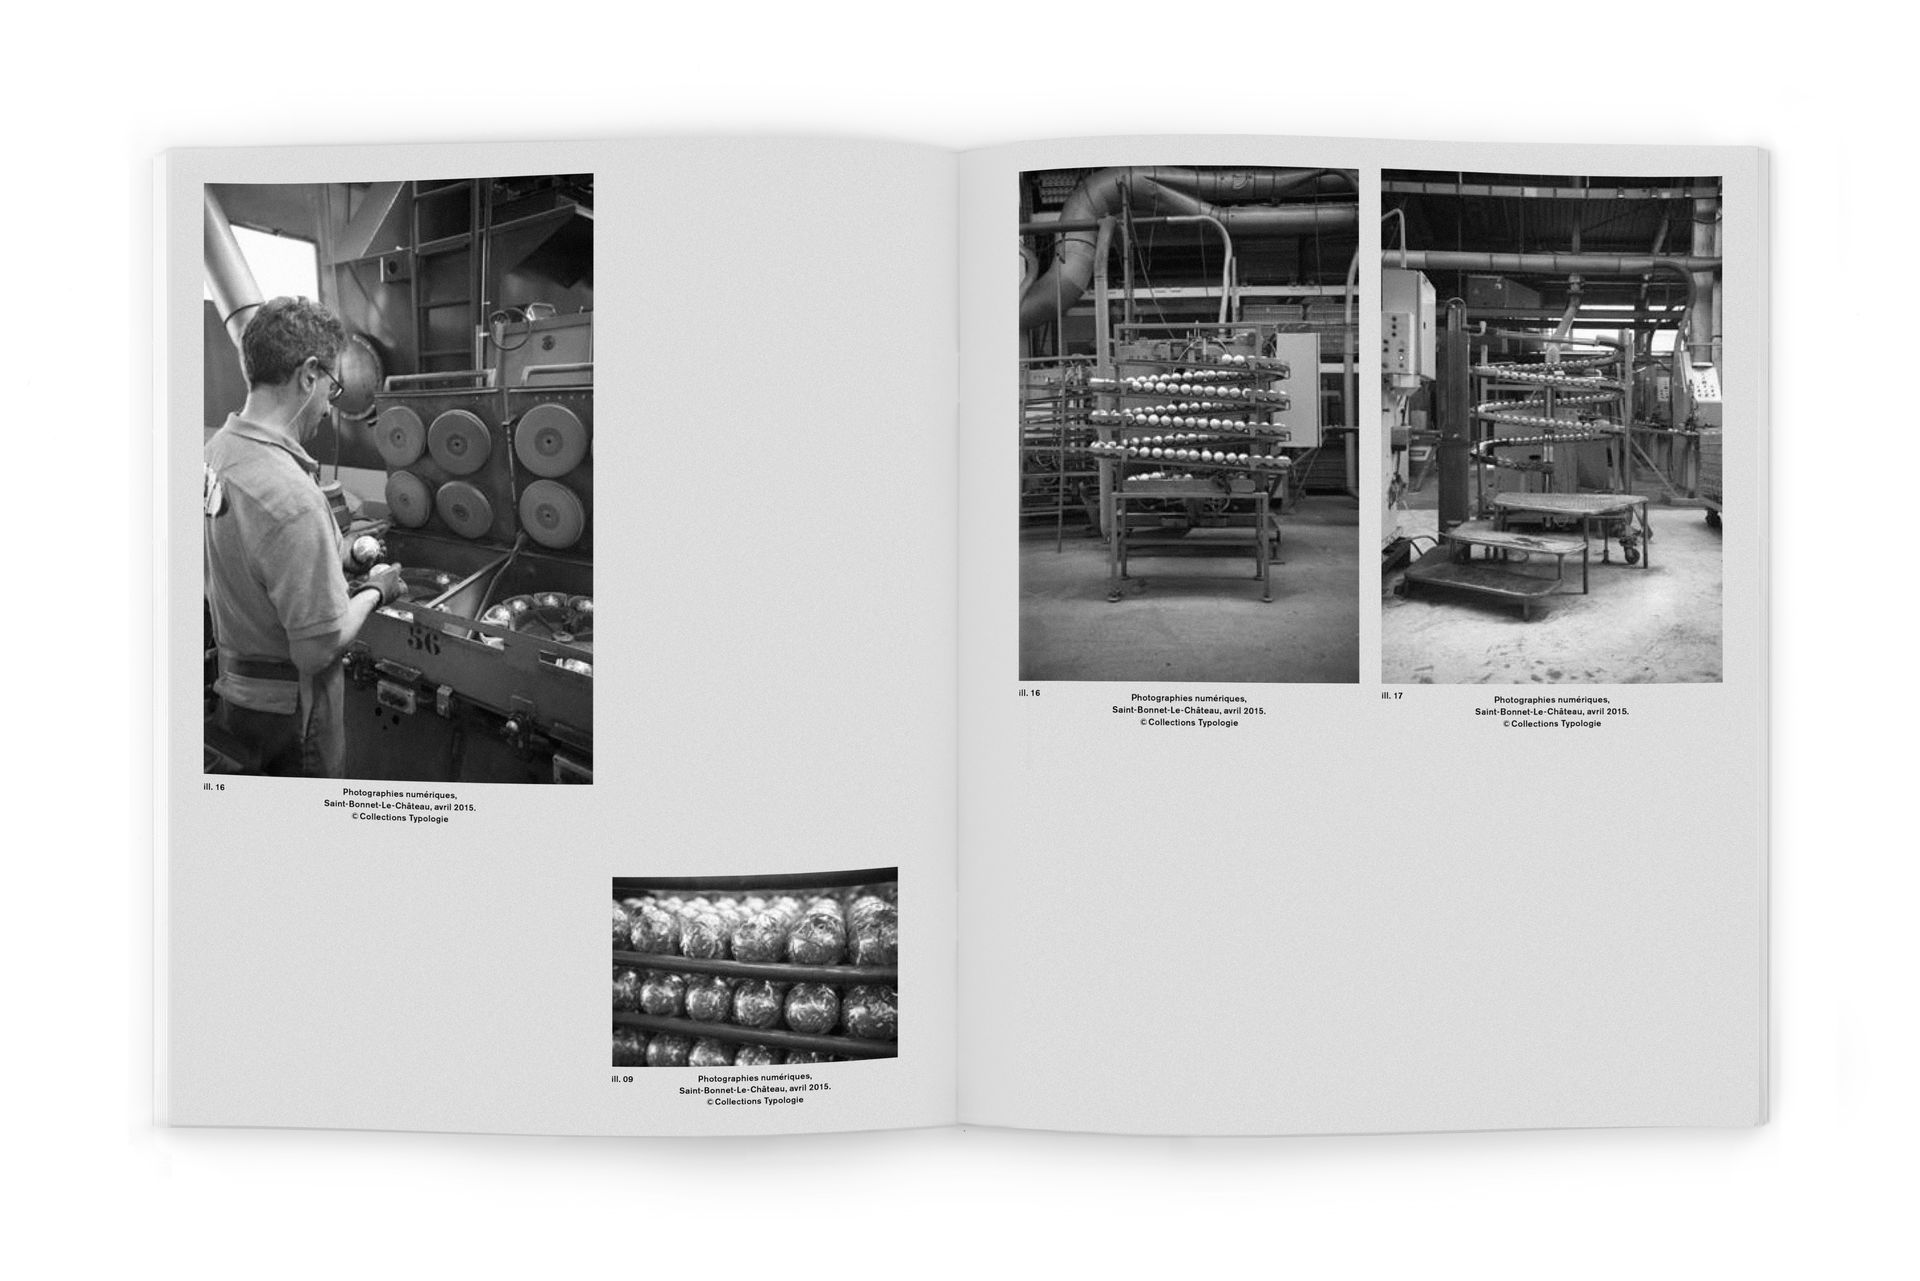 56
ill. 16
Photographies numériques,
Saint-Bonnet-Le-Château, avril 2015.
© Collections Typologie
ill. 09
Photographies numériques,
Saint-Bonnet-Le-Château, avril 2015.
© Collections Typologie
ill. 16
Photographies numériques,
Saint-Bonnet-Le-Château, avril 2015.
© Collections Typologie
ill. 17
Photographies numériques,
Saint-Bonnet-Le-Château, avril 2015.
© Collections Typologie